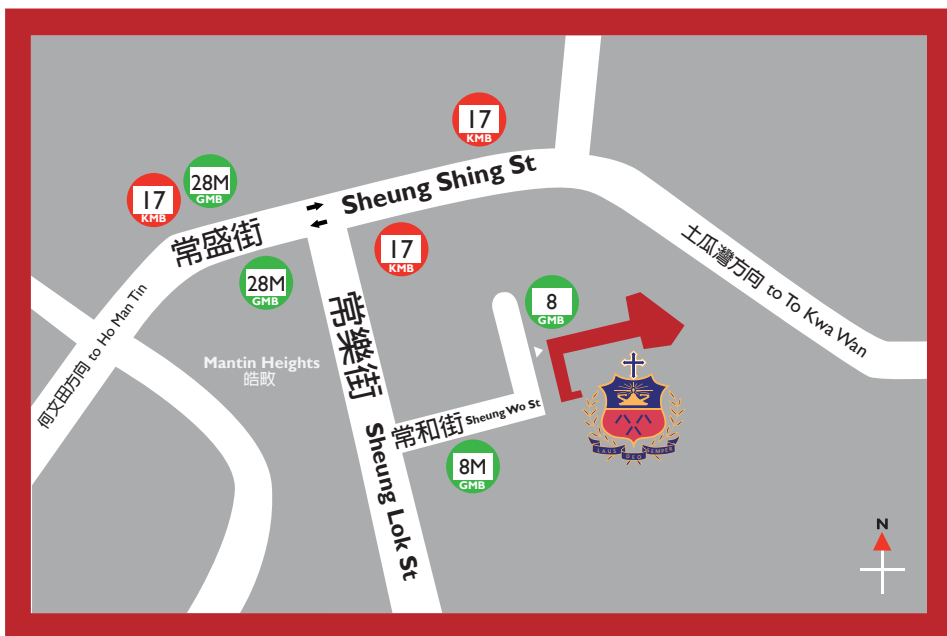 17
KMB
17
KMB
28M
GMB
Sheung Shing St
常盛街
17
KMB
28M
GMB
土瓜灣方向 to To Kwa Wan
8
GMB
何文田方向 to Ho Man Tin
Mantin Heights
皓畋
常樂街 Sheung Lok St
常和街 Sheung Wo St
8M
GMB
LAUS DEO SEMPER
N